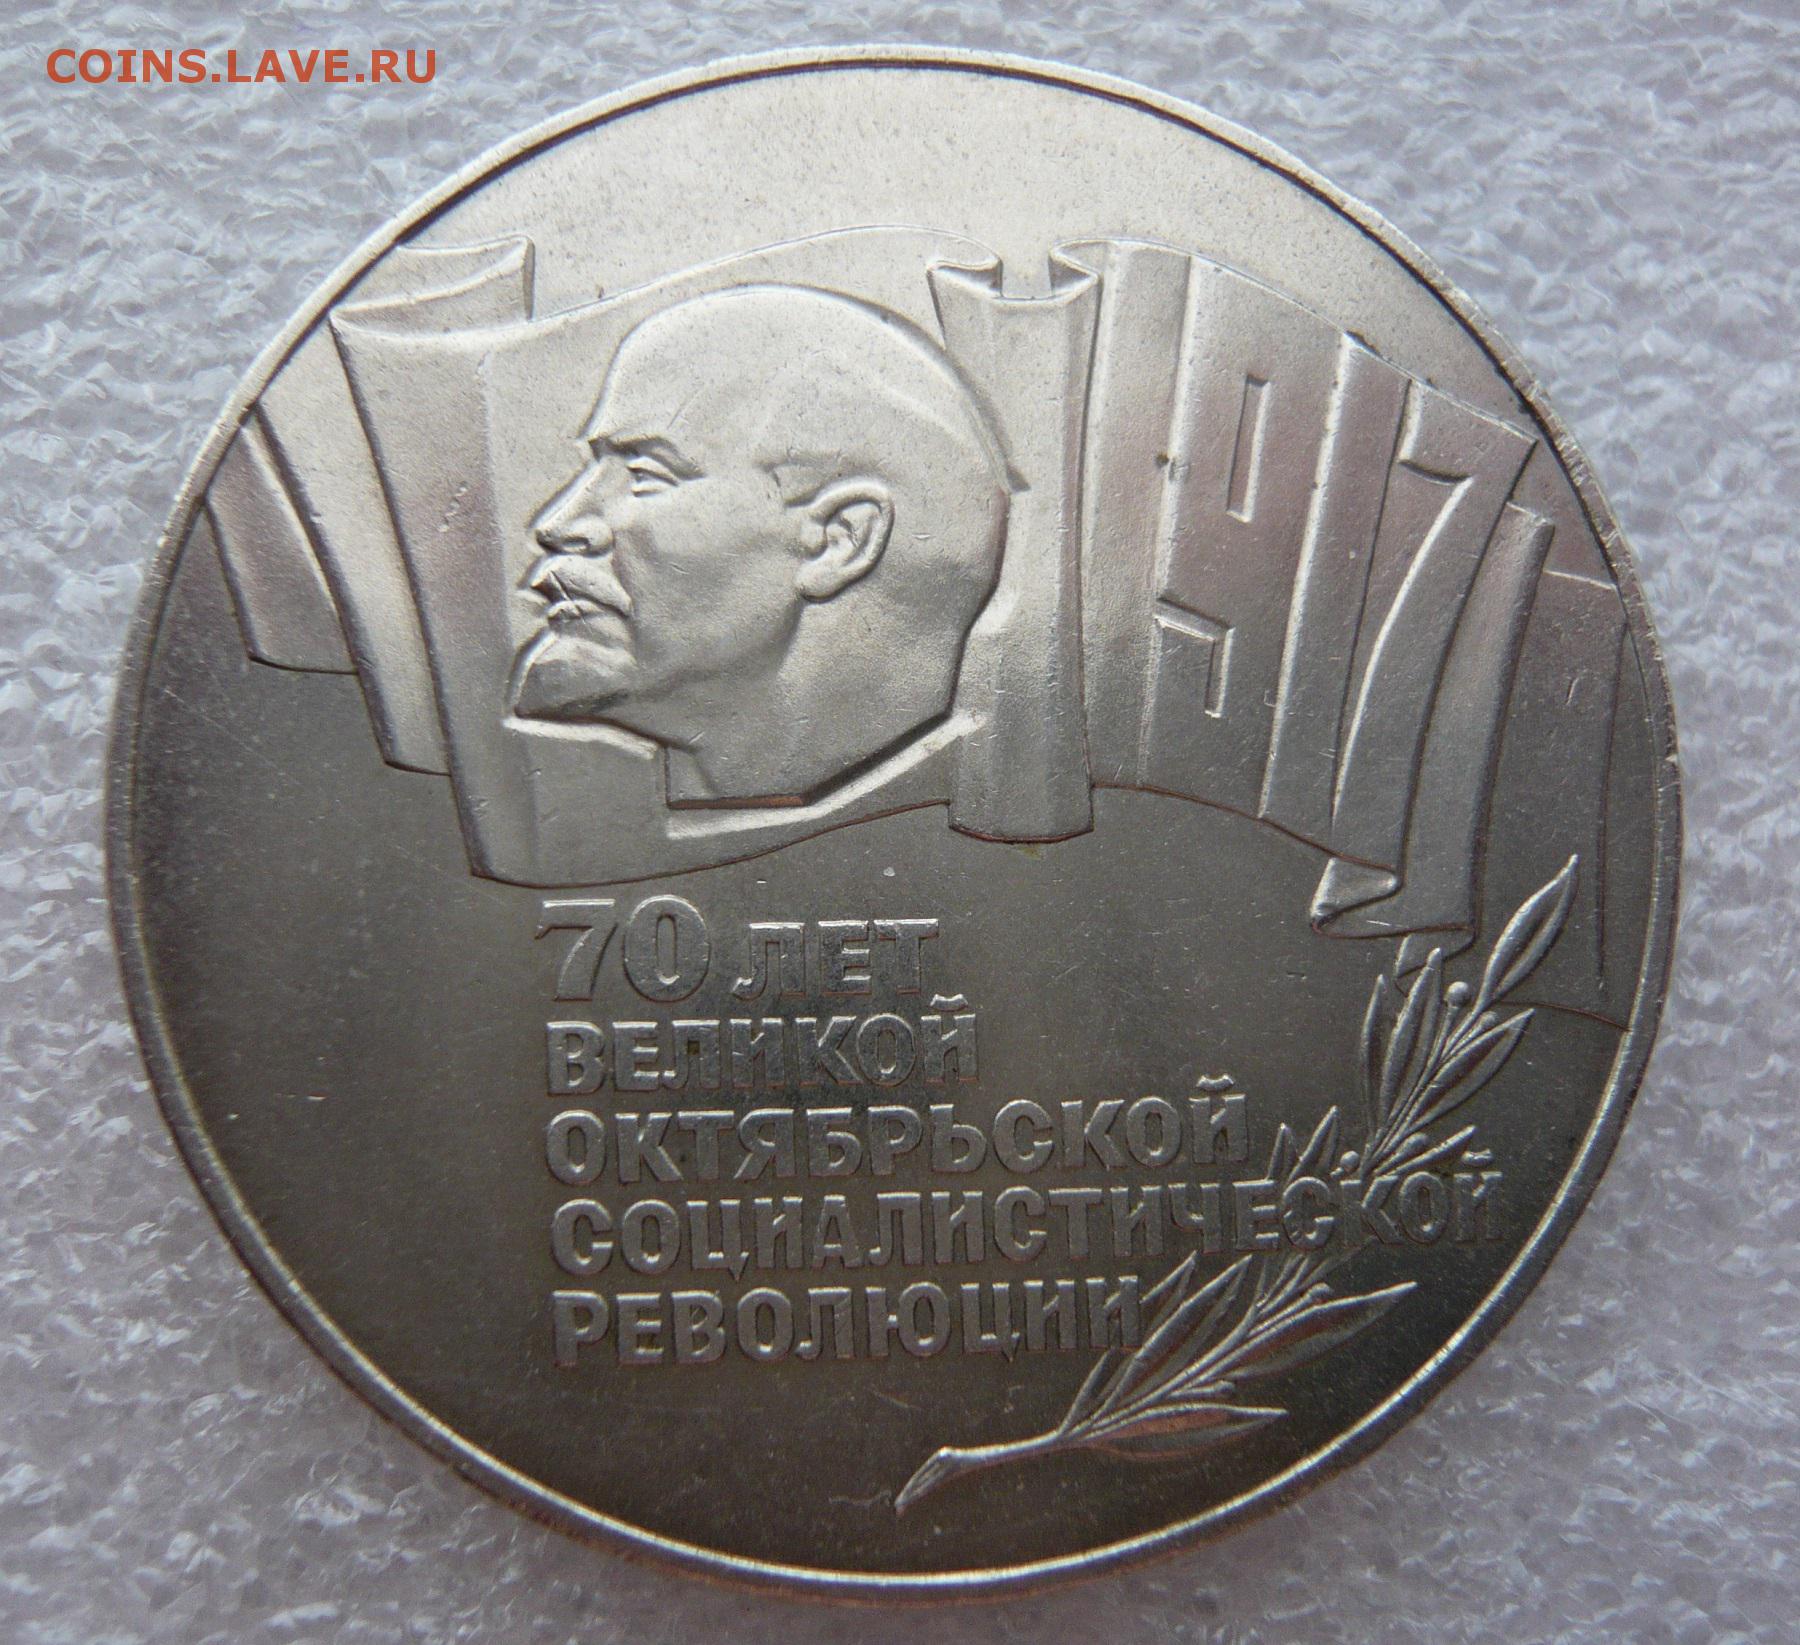 COINS.LAVE.RU
1917
70 ЛЕТ
ВЕЛИКОЙ
ОКТЯБРЬСКОЙ
СОЦИАЛИСТИЧЕСКОЙ
РЕВОЛЮЦИИ